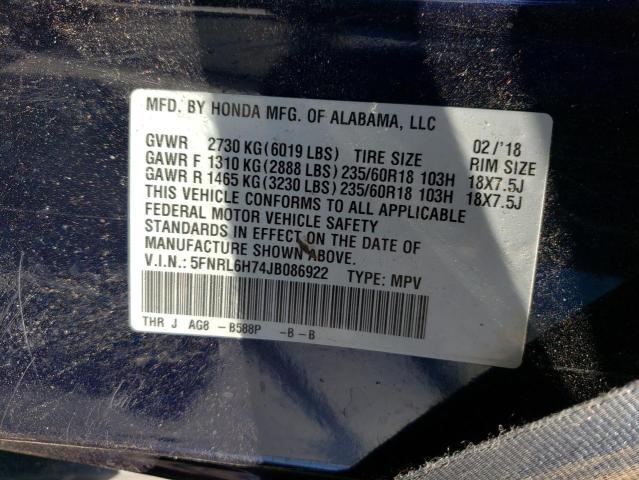 MFD. BY HONDA MFG. OF ALABAMA, LLC
GVWR 2730 KG(6019 LBS) TIRE SIZE 02/'18 RIM SIZE
GAWR F 1310 KG(2888 LBS)235/60R18 103H 18X7.5J
GAWR R 1465 KG(3230 LBS)235/60R18 103H 18X7.5J
THIS VEHICLE CONFORMS TO ALL APPLICABLE
FEDERAL MOTOR VEHICLE SAFETY
STANDARDS IN EFFECT ON THE DATE OF
MANUFACTURE SHOWN ABOVE.
V.I.N.: 5FNRL6H74JB086922 TYPE: MPV
THR J AG8 -B588P -B-B